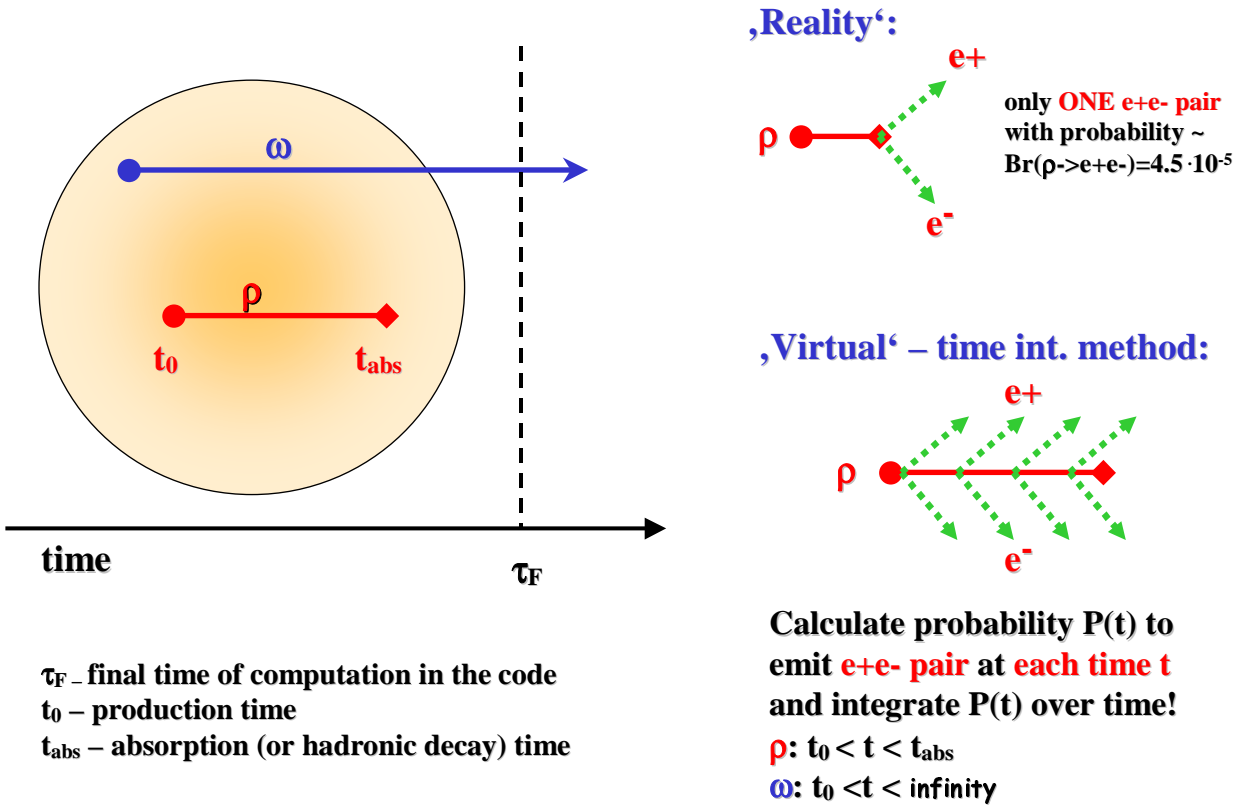 ω
ρ
t0
tabs
time
τF
τF – final time of computation in the code
t0 – production time
tabs – absorption (or hadronic decay) time
‚Reality‘:
e+
ρ
e-
only ONE e+e- pair
with probability ~
Br(ρ->e+e-)=4.5 ·10-5
‚Virtual‘ – time int. method:
e+
ρ
e-
Calculate probability P(t) to
emit e+e- pair at each time t
and integrate P(t) over time!
ρ: t0 < t < tabs
ω: t0 <t < infinity